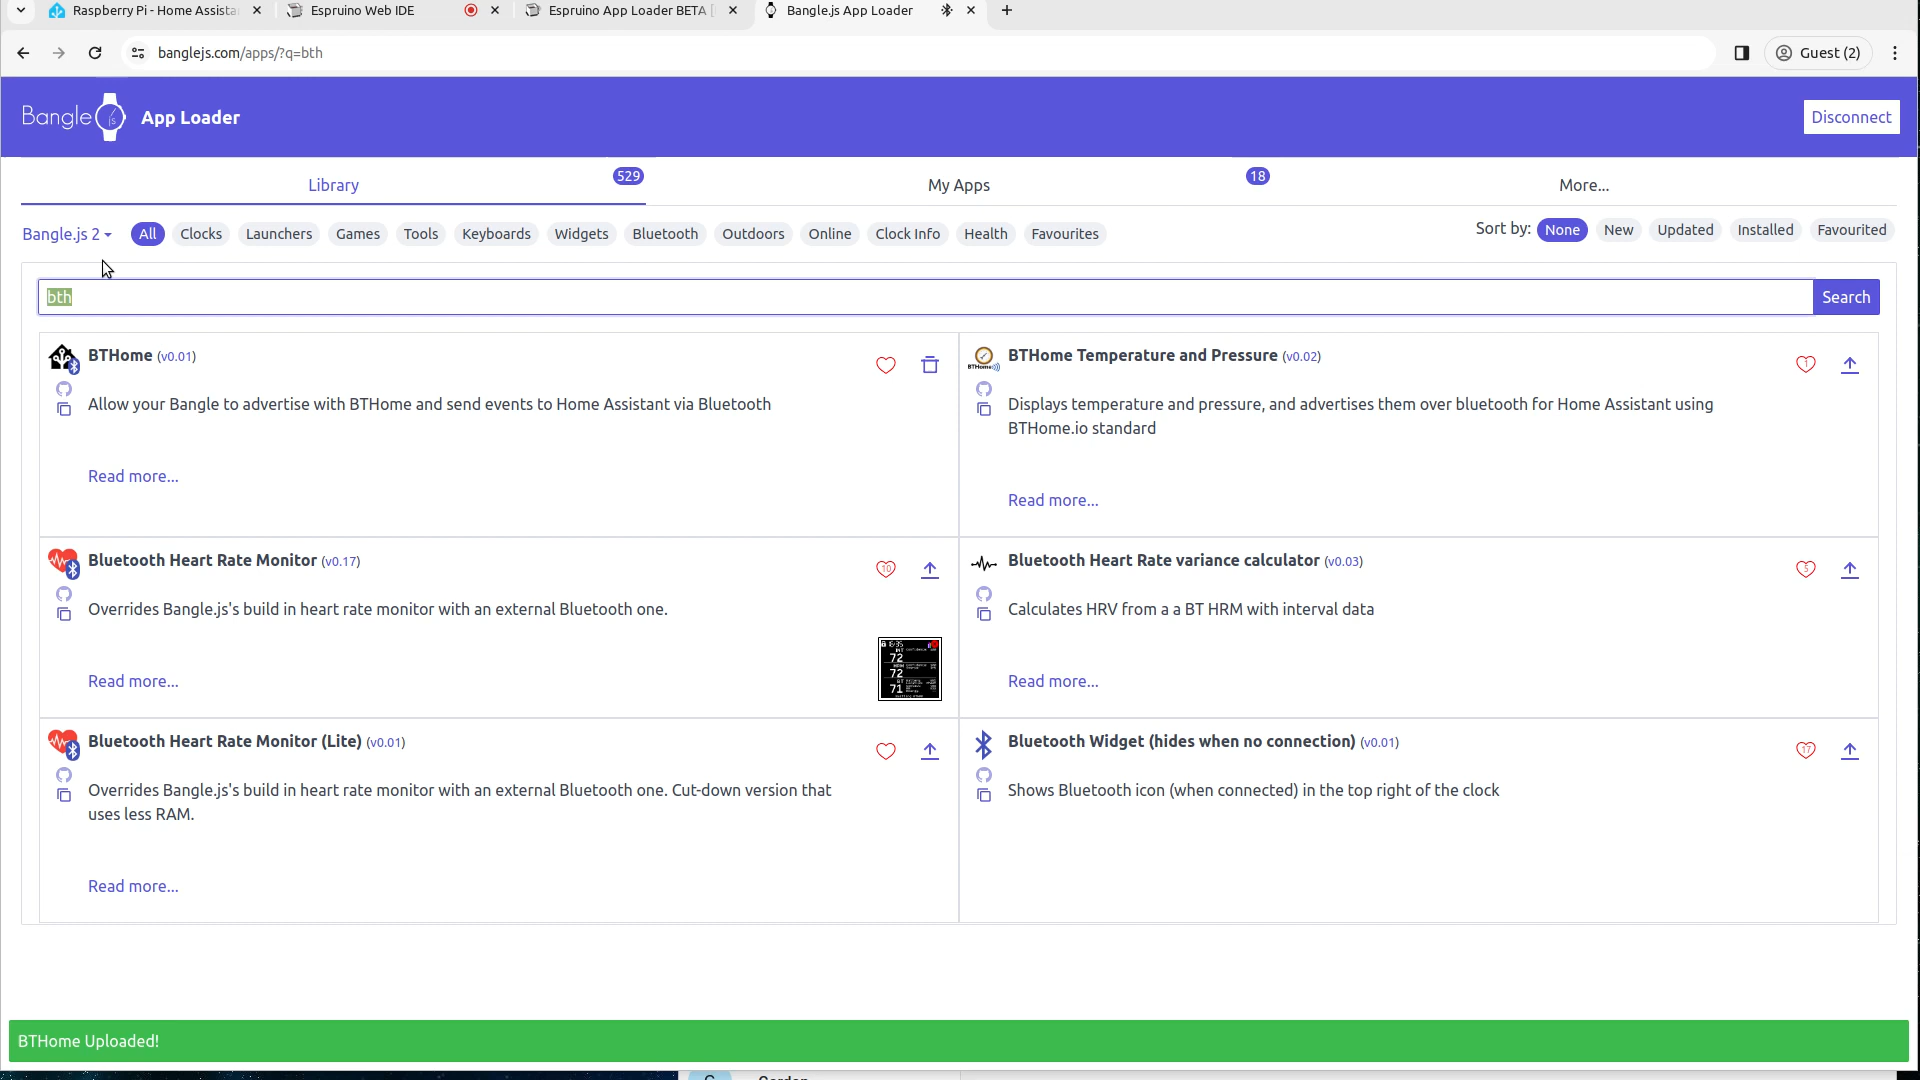 Raspberry Pi - Home Assista
Espruino Web IDE
Espruino App Loader BETA
Bangle.js App Loader
banglejs.com/apps/?q=bth
Guest (2)
Bangle js
App Loader
Disconnect
Library
529
My Apps
18
More...
Bangle.js 2
All
Clocks
Launchers
Games
Tools
Keyboards
Widgets
Bluetooth
Outdoors
Online
Clock Info
Health
Favourites
Sort by:
None
New
Updated
Installed
Favourited
bth
Search
BTHome (v0.01)
Allow your Bangle to advertise with BTHome and send events to Home Assistant via Bluetooth
Read more...
BTHome
BTHome Temperature and Pressure (v0.02)
1
Displays temperature and pressure, and advertises them over bluetooth for Home Assistant using
BTHome.io standard
Read more...
Bluetooth Heart Rate Monitor (v0.17)
10
Overrides Bangle.js's build in heart rate monitor with an external Bluetooth one.
72
72
71
Read more...
Bluetooth Heart Rate variance calculator (v0.03)
5
Calculates HRV from a a BT HRM with interval data
Read more...
Bluetooth Heart Rate Monitor (Lite) (v0.01)
Overrides Bangle.js's build in heart rate monitor with an external Bluetooth one. Cut-down version that
uses less RAM.
Read more...
Bluetooth Widget (hides when no connection) (v0.01)
17
Shows Bluetooth icon (when connected) in the top right of the clock
BTHome Uploaded!